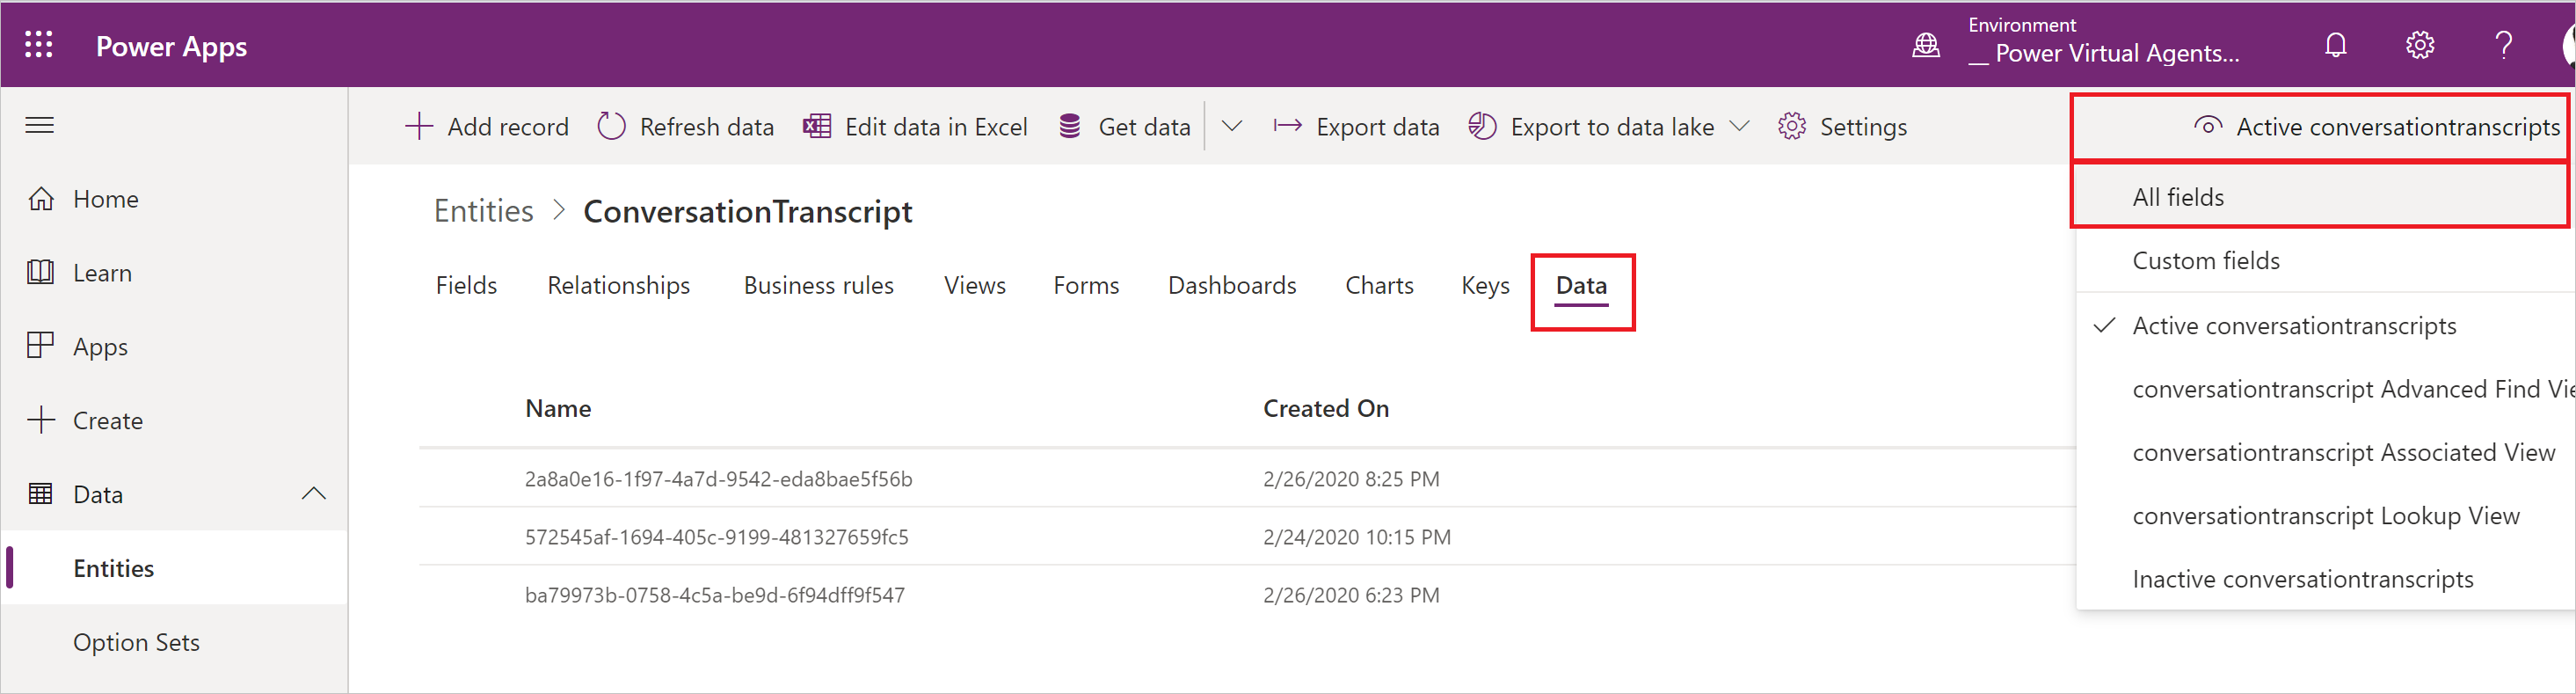 Power Apps
Environment
__ Power Virtual Agents...
Add record Refresh data Edit data in Excel Get data Export data Export to data lake Settings Active conversationtranscripts
Home
Learn
Apps
Create
Data
Entities
Option Sets
Entities > ConversationTranscript
Fields Relationships Business rules Views Forms Dashboards Charts Keys Data
Name Created On
2a8a0e16-1f97-4a7d-9542-eda8bae5f56b 2/26/2020 8:25 PM
572545af-1694-405c-9199-481327659fc5 2/24/2020 10:15 PM
ba79973b-0758-4c5a-be9d-6f94dff9f547 2/26/2020 6:23 PM
All fields
Custom fields
Active conversationtranscripts
conversationtranscript Advanced Find Vie
conversationtranscript Associated View
conversationtranscript Lookup View
Inactive conversationtranscripts